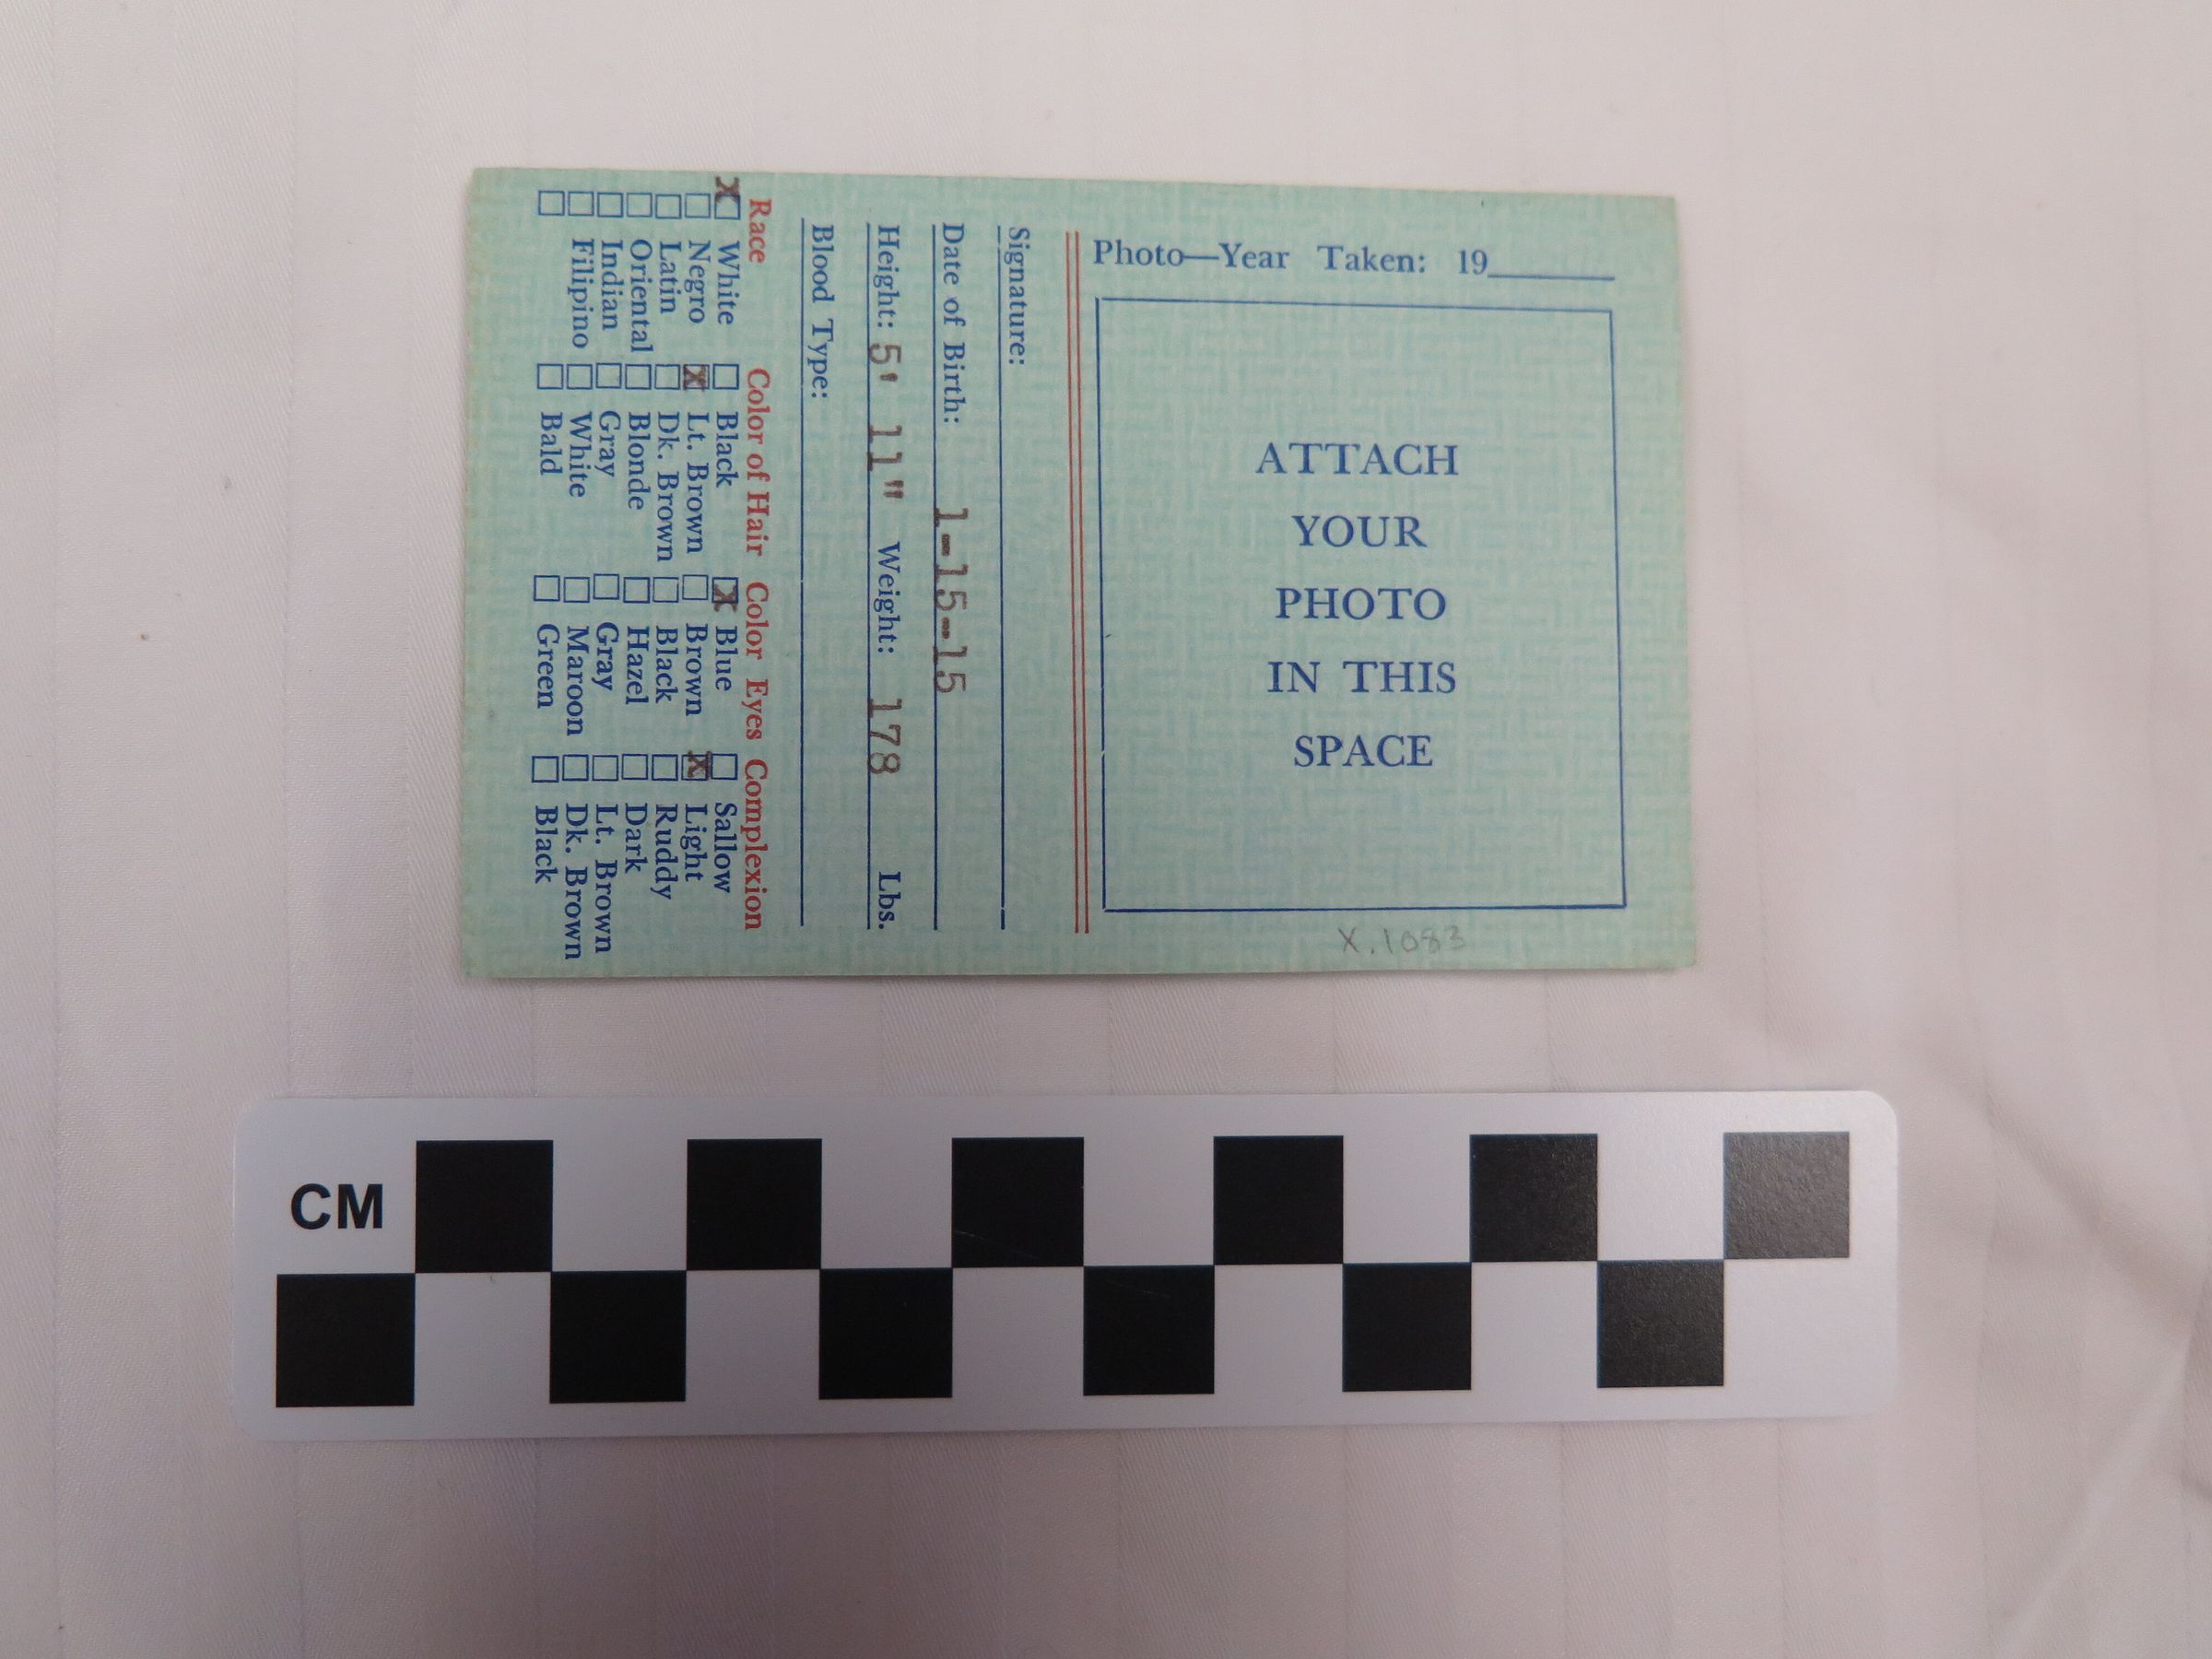 Photo—Year Taken: 19
ATTACH
YOUR
PHOTO
IN THIS
SPACE
X.1083
Signature:
Date of Birth: 1-15-15
Height: 5' 11" Weight: 178 Lbs.
Blood Type:
Race Color of Hair Color Eyes Complexion
X White Black X Blue Sallow
Negro X Lt. Brown Brown X Light
Latin Dk. Brown Black Ruddy
Oriental Blonde Hazel Dark
Indian Gray Gray Lt. Brown
Filipino White Maroon Dk. Brown
Bald Green Black
CM